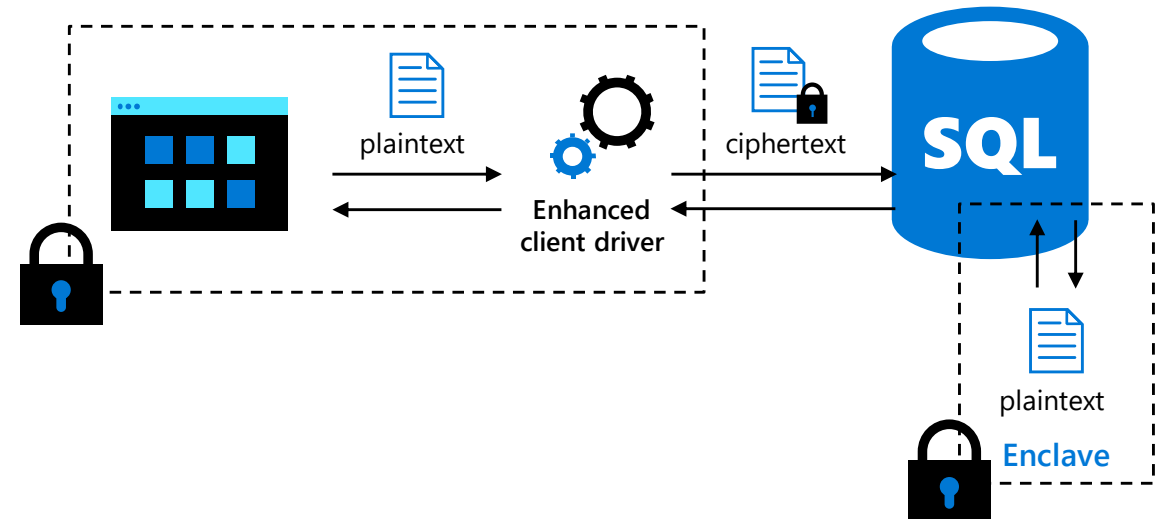 plaintext
ciphertext
SQL
Enhanced
client driver
plaintext
Enclave